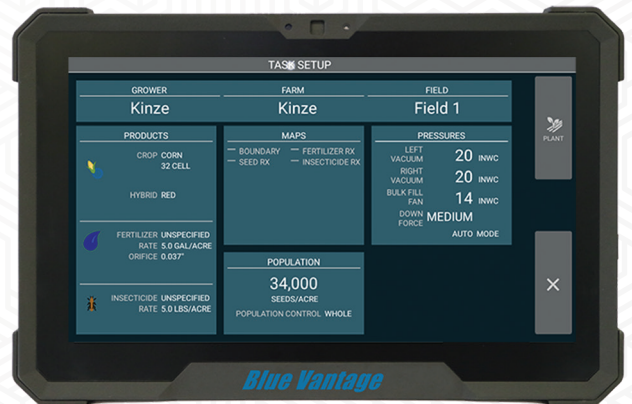 TASK SETUP
GROWER
Kinze
FARM
Kinze
FIELD
Field 1
PRODUCTS
CROP CORN
32 CELL
HYBRID RED
FERTILIZER UNSPECIFIED
RATE 5.0 GAL/ACRE
ORIFICE 0.037"
INSECTICIDE UNSPECIFIED
RATE 5.0 LBS/ACRE
MAPS
— BOUNDARY — FERTILIZER RX
— SEED RX — INSECTICIDE RX
POPULATION
34,000
SEEDS/ACRE
POPULATION CONTROL WHOLE
PRESSURES
LEFT
VACUUM 20 INWC
RIGHT
VACUUM 20 INWC
BULK FILL
FAN 14 INWC
DOWN
FORCE MEDIUM
AUTO MODE
PLANT
Blue Vantage